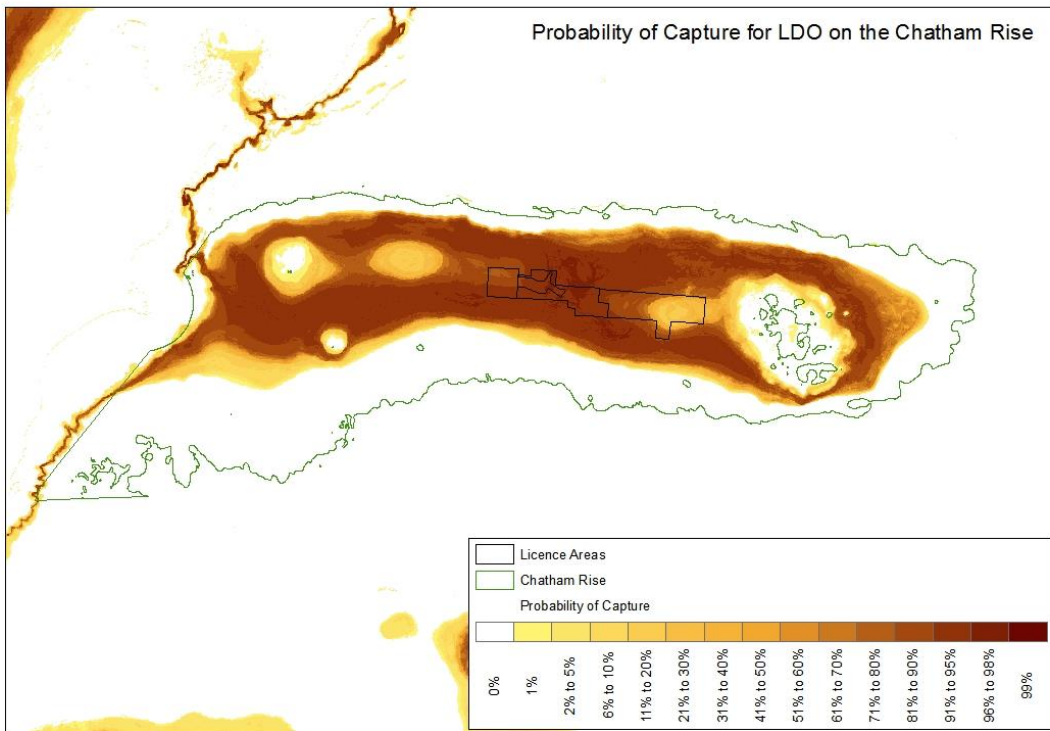 Probability of Capture for LDO on the Chatham Rise
Licence Areas
Chatham Rise
Probability of Capture
0%
1%
2% to 5%
6% to 10%
11% to 20%
21% to 30%
31% to 40%
41% to 50%
51% to 60%
61% to 70%
71% to 80%
81% to 90%
91% to 95%
96% to 98%
99%